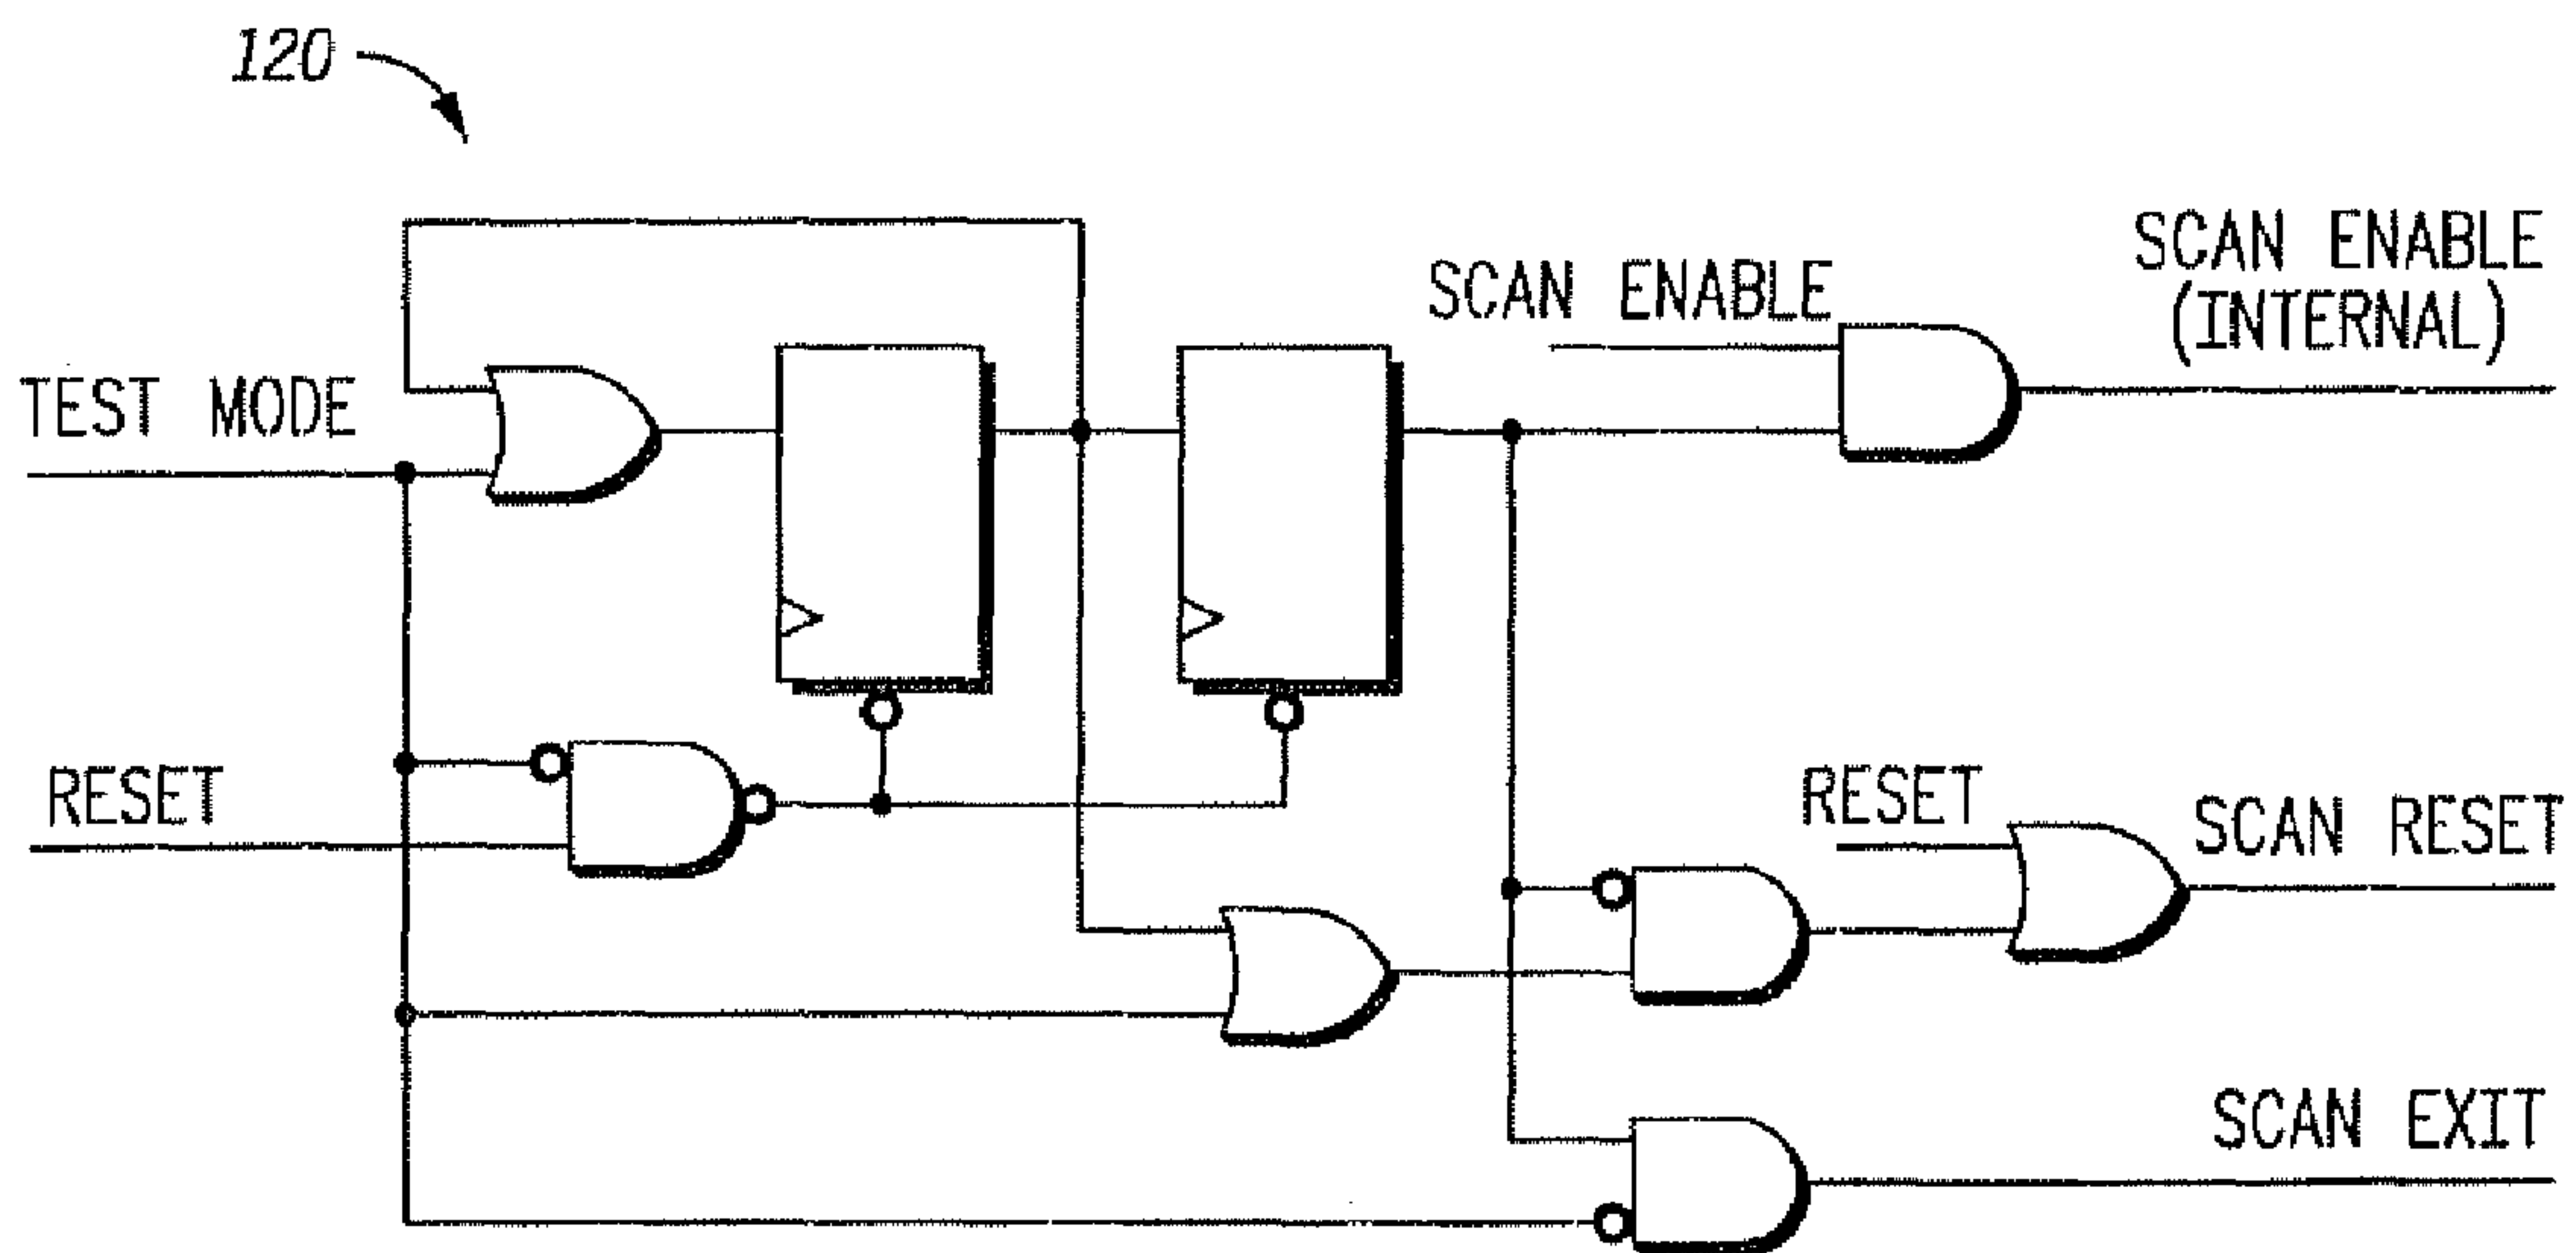 120
SCAN ENABLE
SCAN ENABLE
(INTERNAL)
TEST MODE
RESET
RESET
SCAN RESET
SCAN EXIT